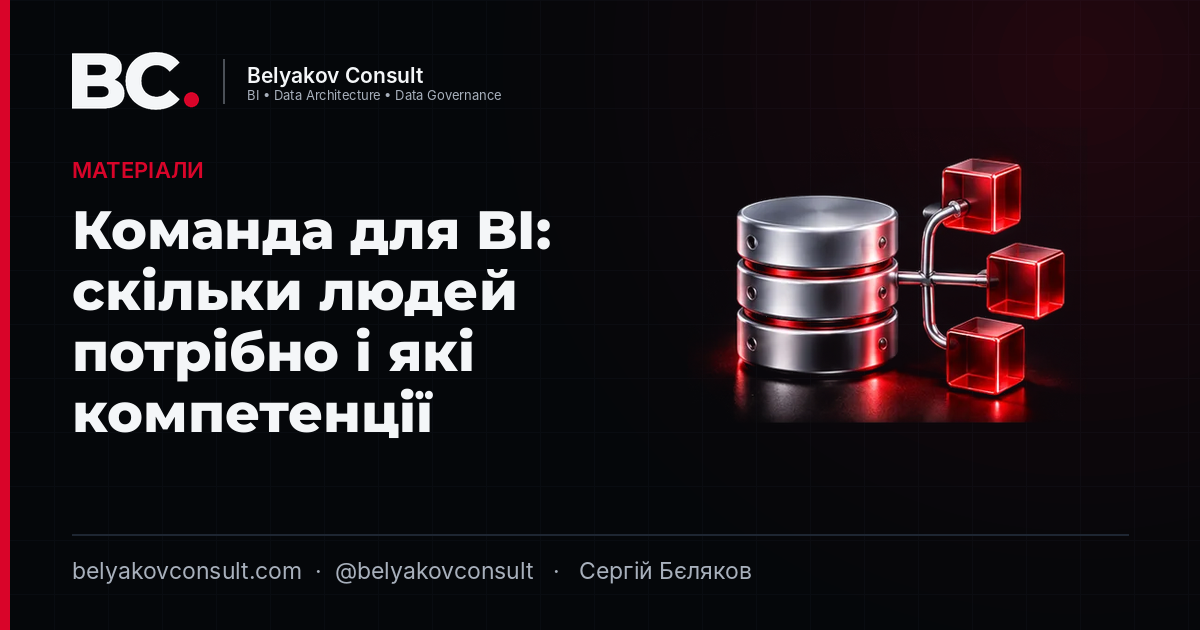 BC.
Belyakov Consult
BI • Data Architecture • Data Governance
МАТЕРІАЛИ
Команда для BI:
скільки людей
потрібно і які
компетенції
belyakovconsult.com · @belyakovconsult · Сергій Бєляков